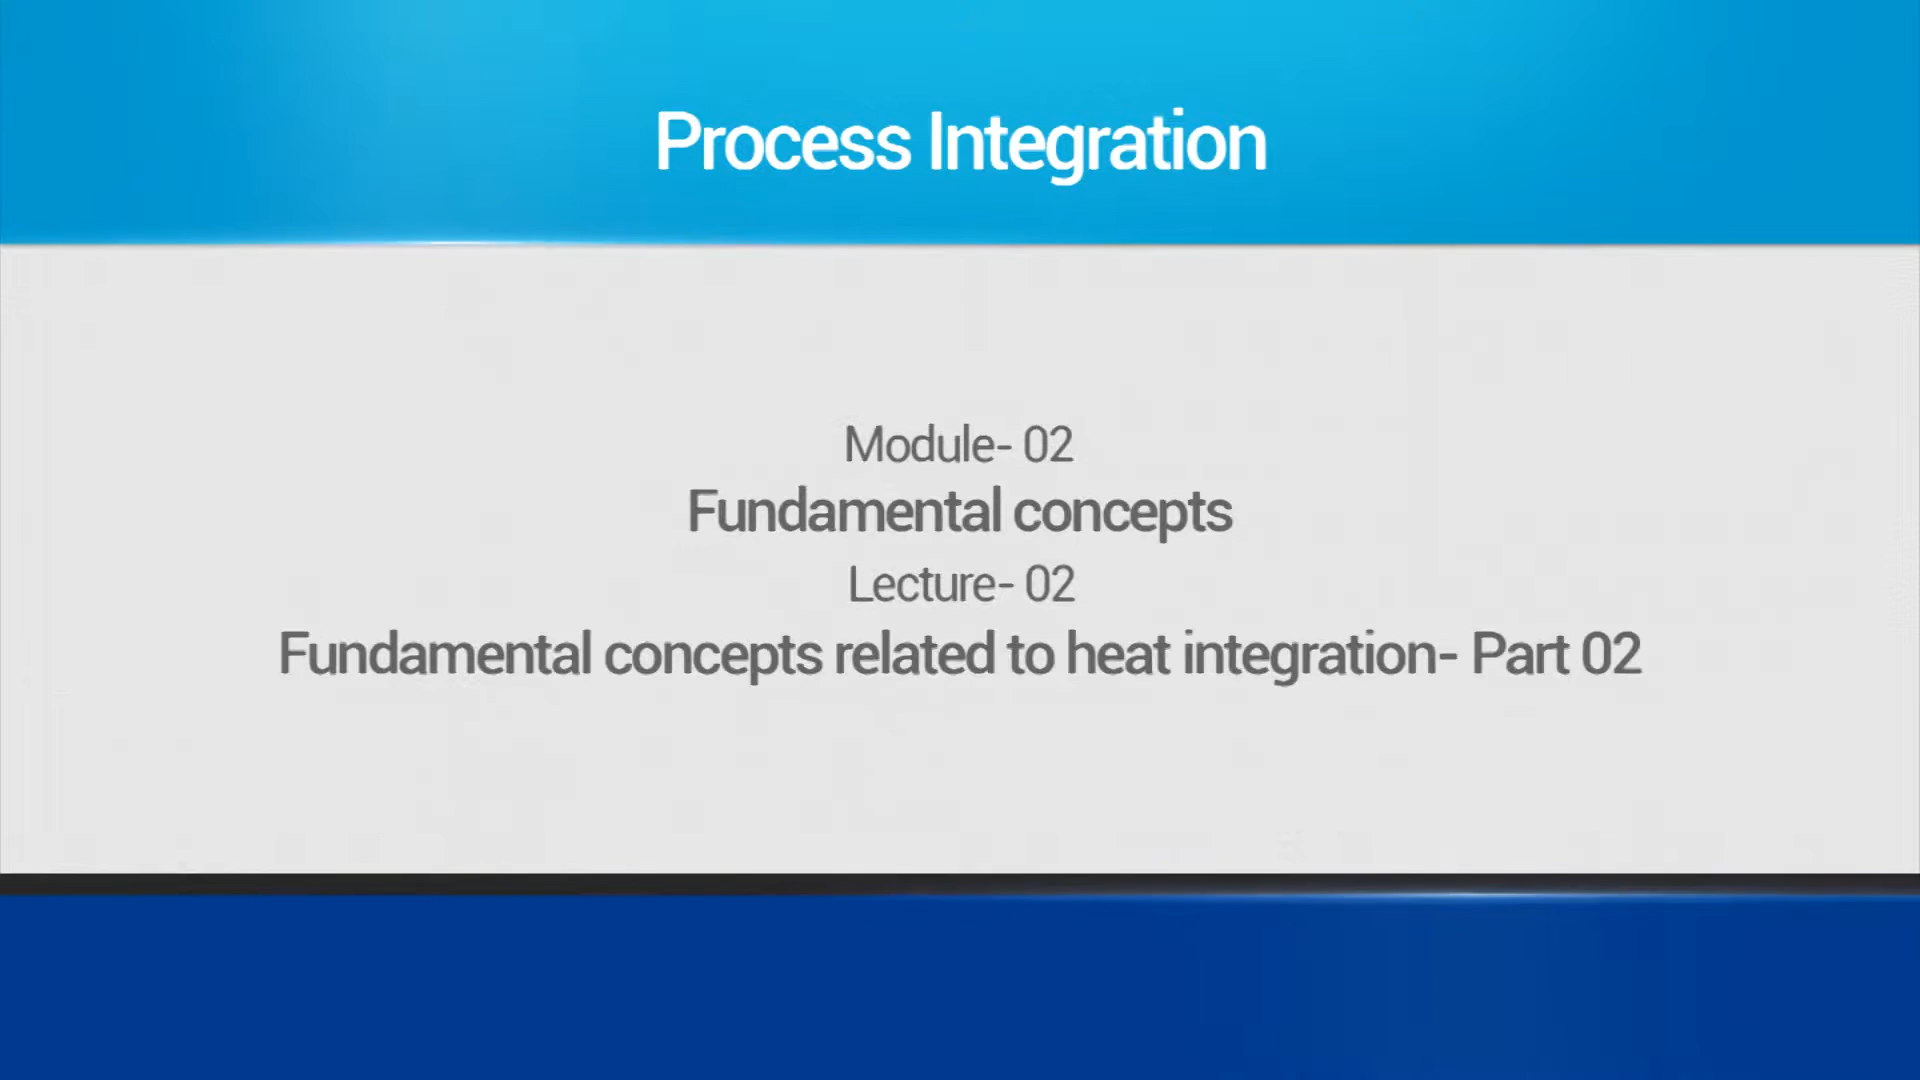 Process Integration
Module- 02
Fundamental concepts
Lecture- 02
Fundamental concepts related to heat integration- Part 02